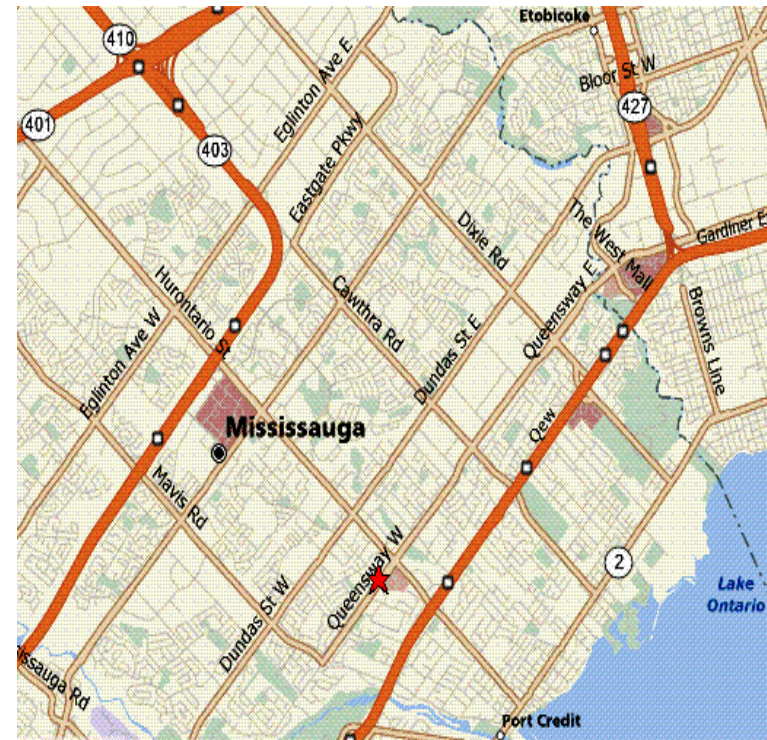 Etobicoke
410
Bloor St W
Eglinton Ave E
427
401
403
Eastgate Pkwy
The West Mall
Gardiner E
Dixie Rd
Hurontario St
Cawthra Rd
Queensway E
Browns Line
Eglinton Ave W
Dundas St E
Mississauga
Qew
Mavis Rd
Queensway W
2
Lake
Ontario
Dundas St W
ssissauga Rd
Port Credit